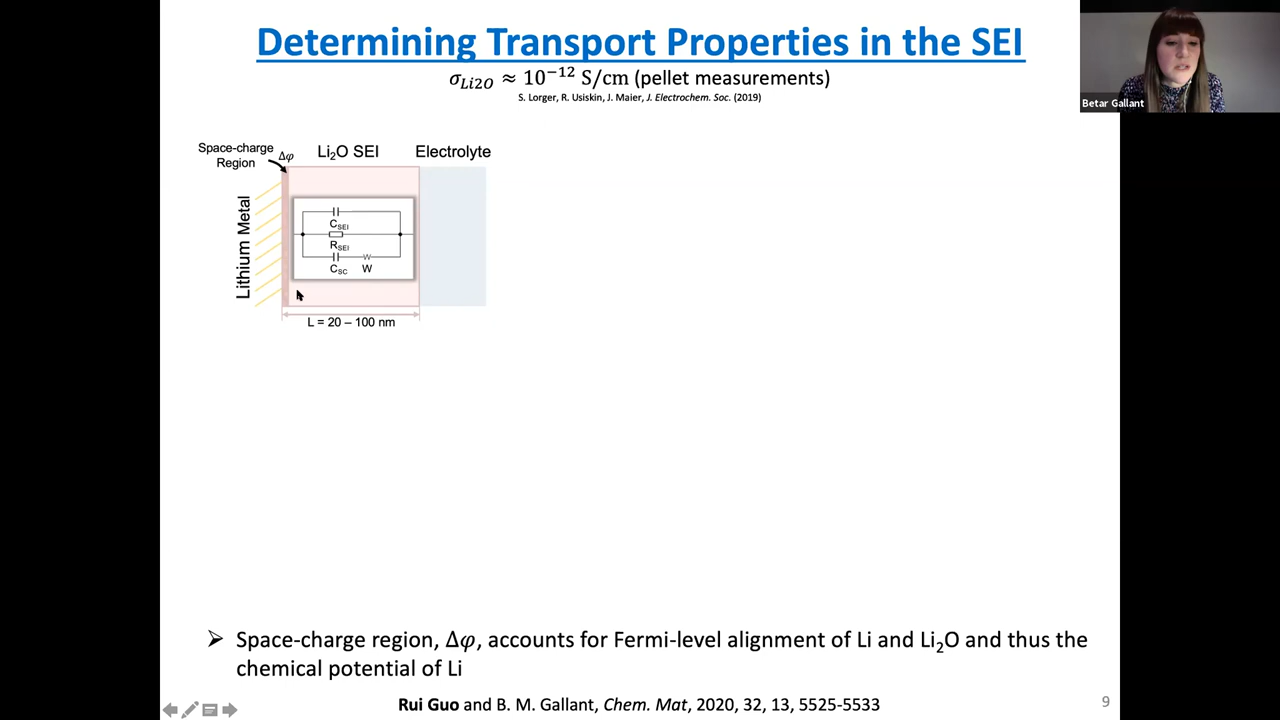 Determining Transport Properties in the SEI
𝜎Li2O ≈ 10⁻¹² S/cm (pellet measurements)
S. Lorger, R. Usiskin, J. Maier, J. Electrochem. Soc. (2019)
Betar Gallant
Space-charge
Region
Δφ
Li₂O SEI
Electrolyte
Lithium Metal
C_SEI
R_SEI
C_SC
W
W
L = 20 – 100 nm
➢ Space-charge region, Δφ, accounts for Fermi-level alignment of Li and Li₂O and thus the
chemical potential of Li
Rui Guo and B. M. Gallant, Chem. Mat, 2020, 32, 13, 5525-5533
9